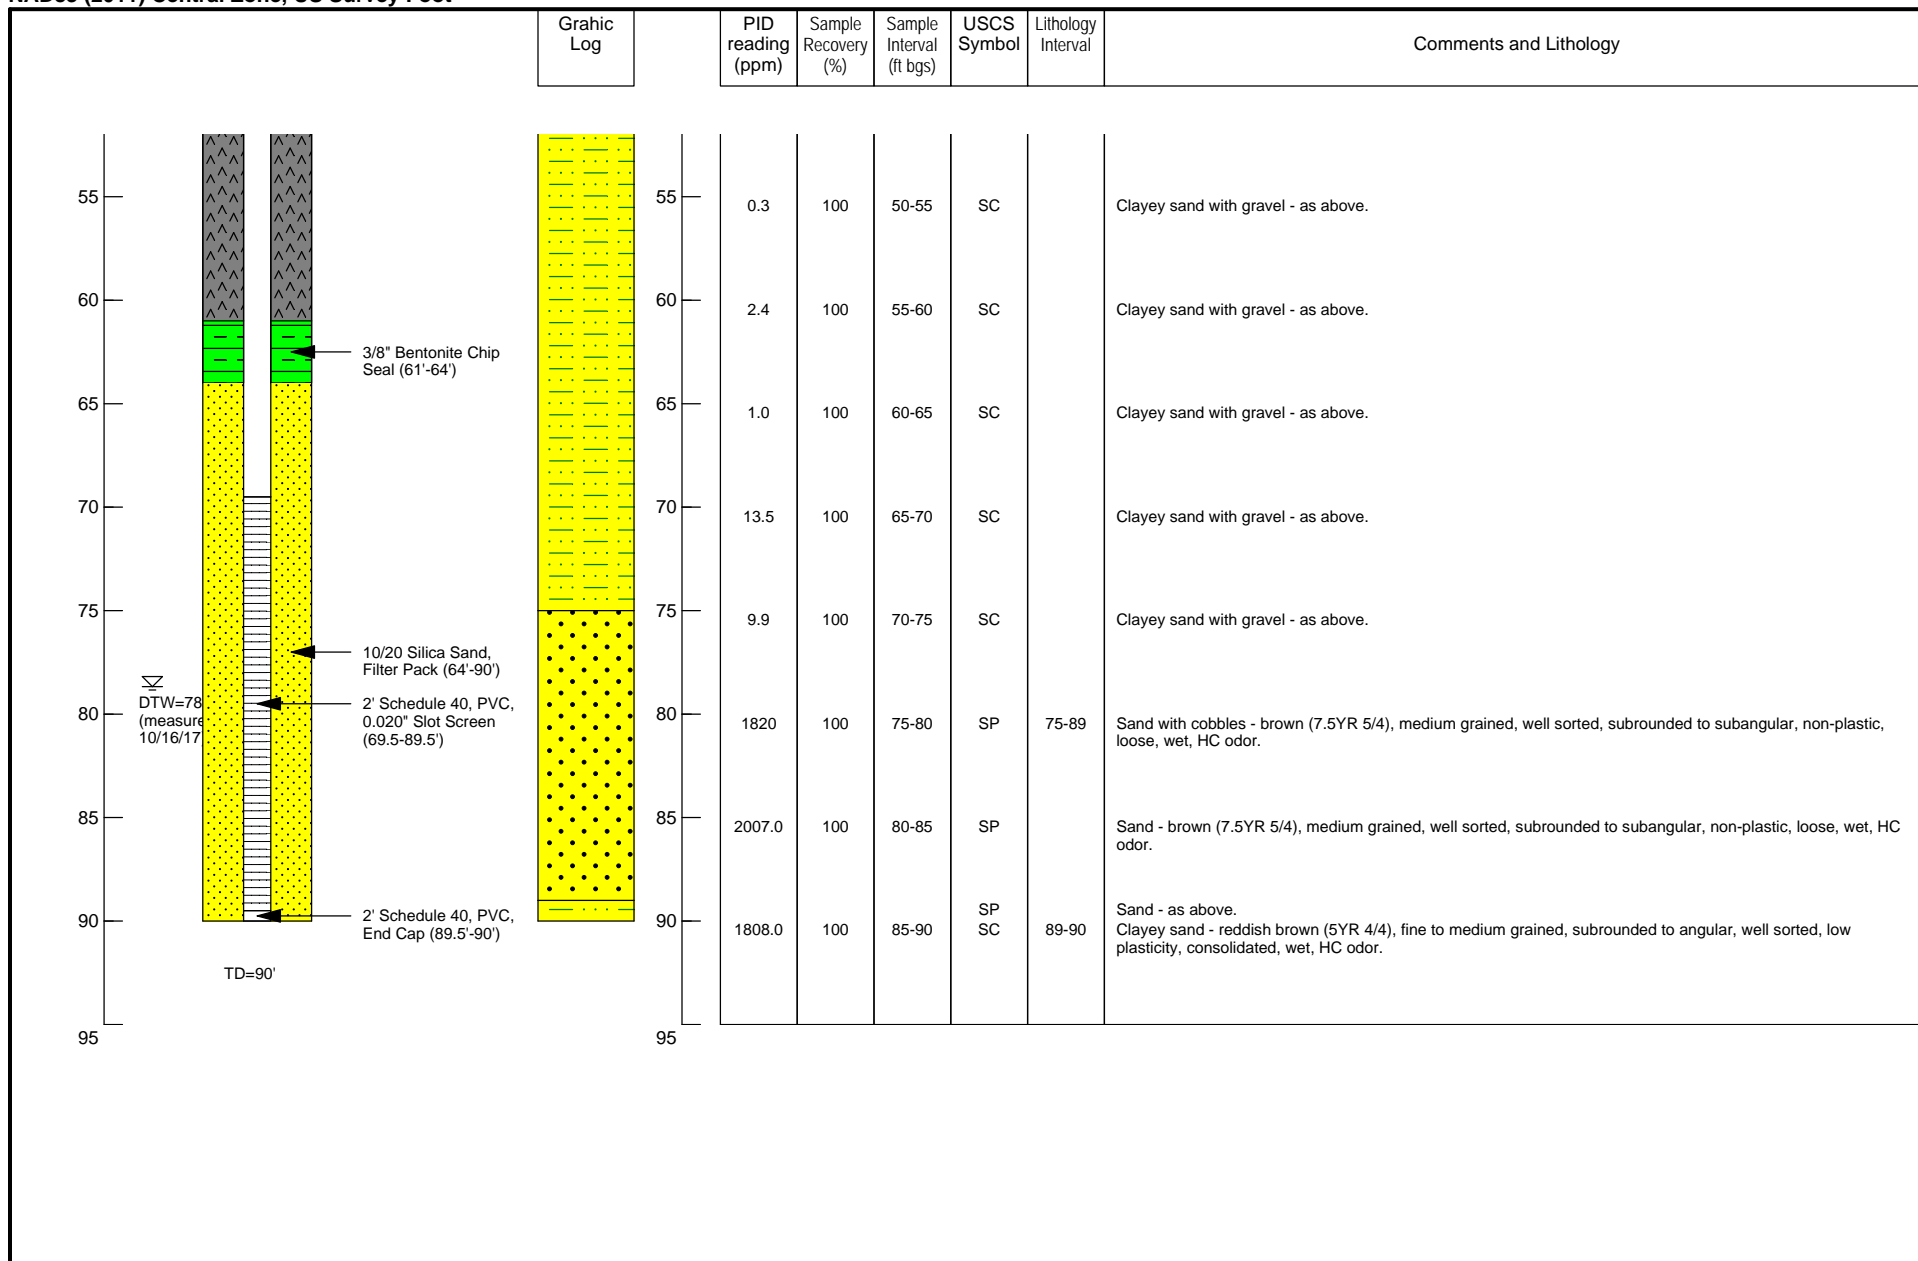 Grahic
Log
PID
reading
(ppm)
Sample
Recovery
(%)
Sample
Interval
(ft bgs)
USCS
Symbol
Lithology
Interval
Comments and Lithology
55
55
0.3 100 50-55 SC Clayey sand with gravel - as above.
60
60
2.4 100 55-60 SC Clayey sand with gravel - as above.
3/8" Bentonite Chip
Seal (61'-64')
65
65
1.0 100 60-65 SC Clayey sand with gravel - as above.
70
70
13.5 100 65-70 SC Clayey sand with gravel - as above.
75
75
9.9 100 70-75 SC Clayey sand with gravel - as above.
10/20 Silica Sand,
Filter Pack (64'-90')
DTW=78
(measure
10/16/17
2' Schedule 40, PVC,
0.020" Slot Screen
(69.5-89.5')
80
80
1820 100 75-80 SP 75-89 Sand with cobbles - brown (7.5YR 5/4), medium grained, well sorted, subrounded to subangular, non-plastic,
loose, wet, HC odor.
85
85
2007.0 100 80-85 SP Sand - brown (7.5YR 5/4), medium grained, well sorted, subrounded to subangular, non-plastic, loose, wet, HC
odor.
90
90
2' Schedule 40, PVC,
End Cap (89.5'-90')
SP Sand - as above.
1808.0 100 85-90 SC 89-90 Clayey sand - reddish brown (5YR 4/4), fine to medium grained, subrounded to angular, well sorted, low
plasticity, consolidated, wet, HC odor.
TD=90'
95
95